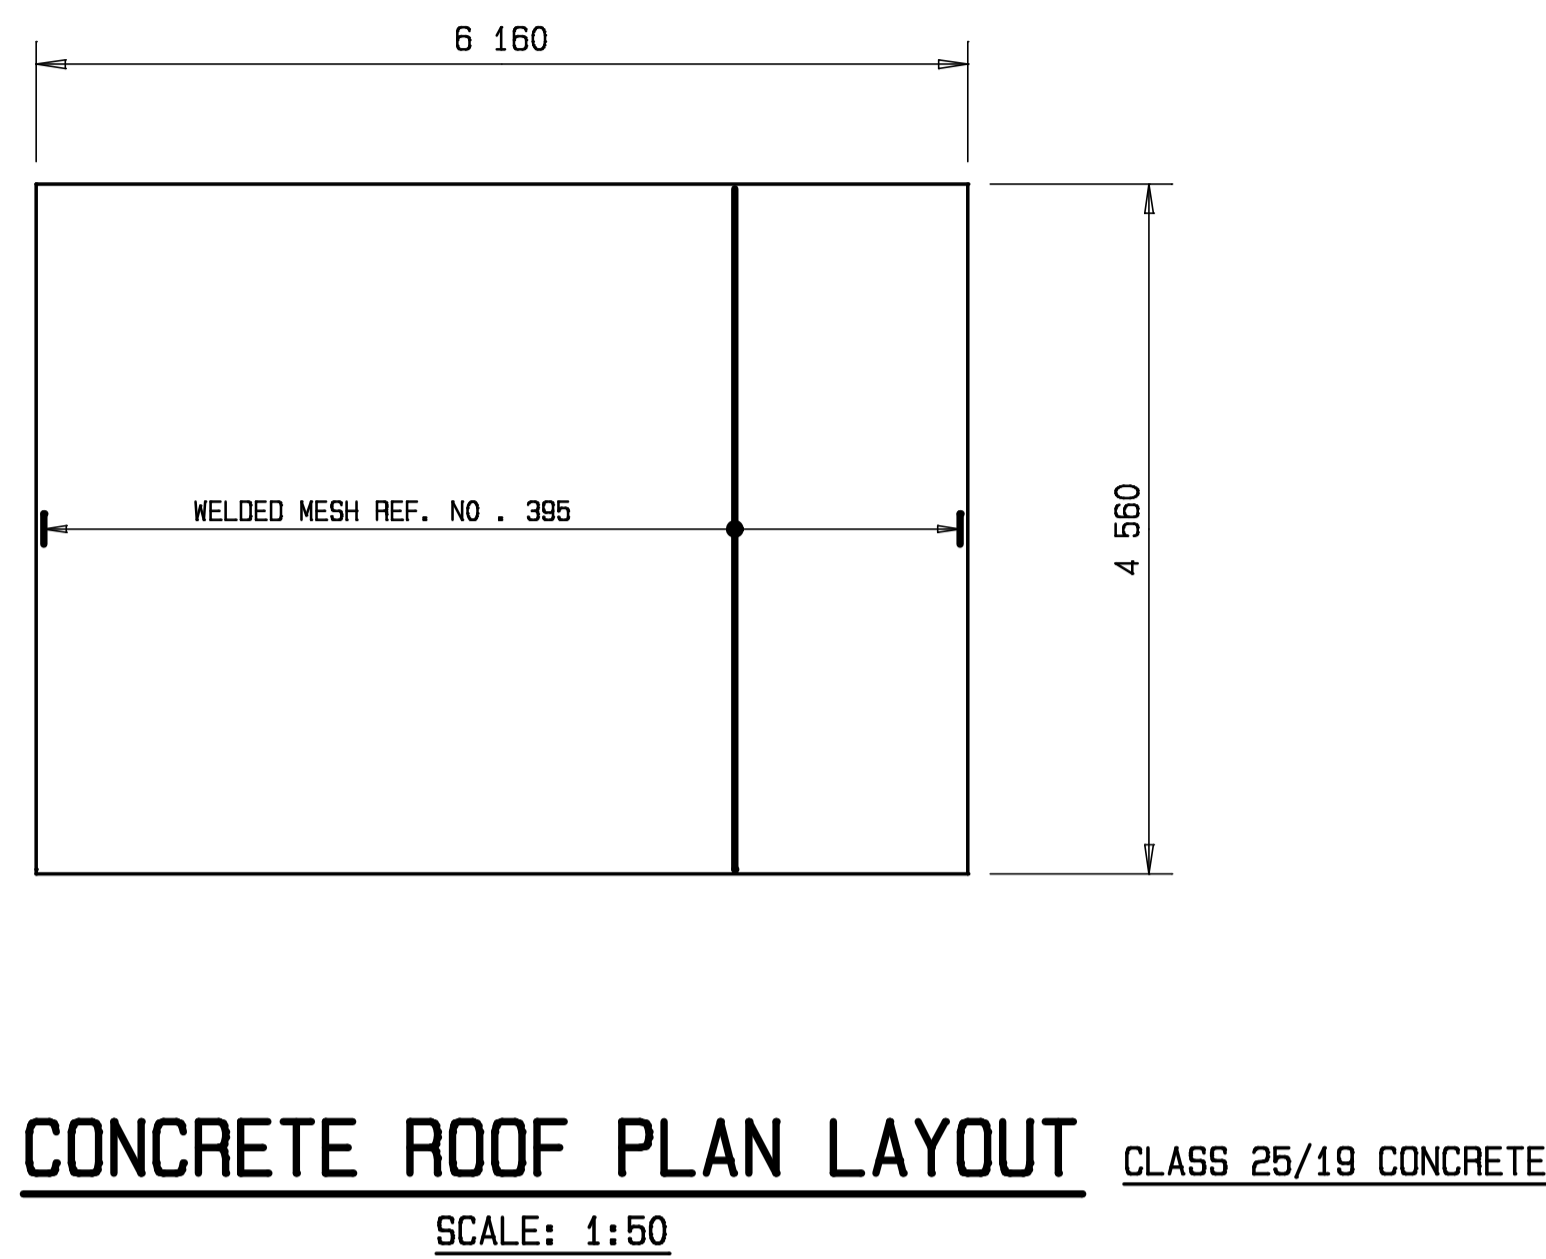 6 160
WELDED MESH REF. NO . 395
4 560
CONCRETE ROOF PLAN LAYOUT
CLASS 25/19 CONCRETE
SCALE: 1:50